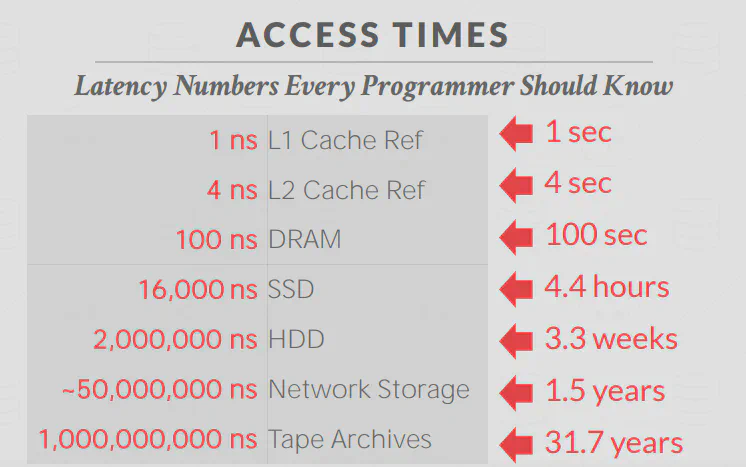 ACCESS TIMES
Latency Numbers Every Programmer Should Know
1 ns L1 Cache Ref 1 sec
4 ns L2 Cache Ref 4 sec
100 ns DRAM 100 sec
16,000 ns SSD 4.4 hours
2,000,000 ns HDD 3.3 weeks
~50,000,000 ns Network Storage 1.5 years
1,000,000,000 ns Tape Archives 31.7 years